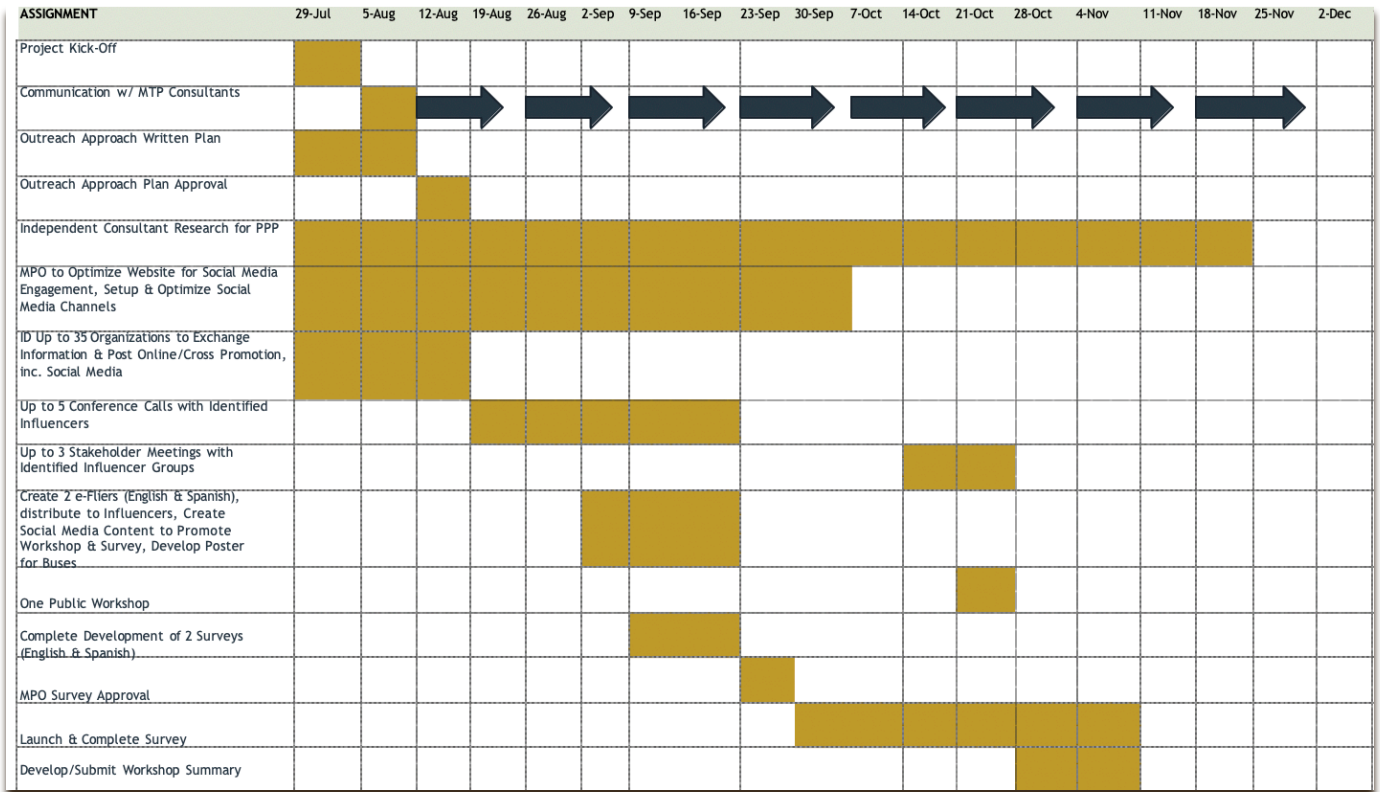 ASSIGNMENT 29-Jul 5-Aug 12-Aug 19-Aug 26-Aug 2-Sep 9-Sep 16-Sep 23-Sep 30-Sep 7-Oct 14-Oct 21-Oct 28-Oct 4-Nov 11-Nov 18-Nov 25-Nov 2-Dec
Project Kick-Off
Communication w/ MTP Consultants
Outreach Approach Written Plan
Outreach Approach Plan Approval
Independent Consultant Research for PPP
MPO to Optimize Website for Social Media
Engagement, Setup & Optimize Social
Media Channels
ID Up to 35 Organizations to Exchange
Information & Post Online/Cross Promotion,
inc. Social Media
Up to 5 Conference Calls with Identified
Influencers
Up to 3 Stakeholder Meetings with
Identified Influencer Groups
Create 2 e-Fliers (English & Spanish),
distribute to Influencers, Create
Social Media Content to Promote
Workshop & Survey, Develop Poster
for Buses
One Public Workshop
Complete Development of 2 Surveys
(English & Spanish)
MPO Survey Approval
Launch & Complete Survey
Develop/Submit Workshop Summary